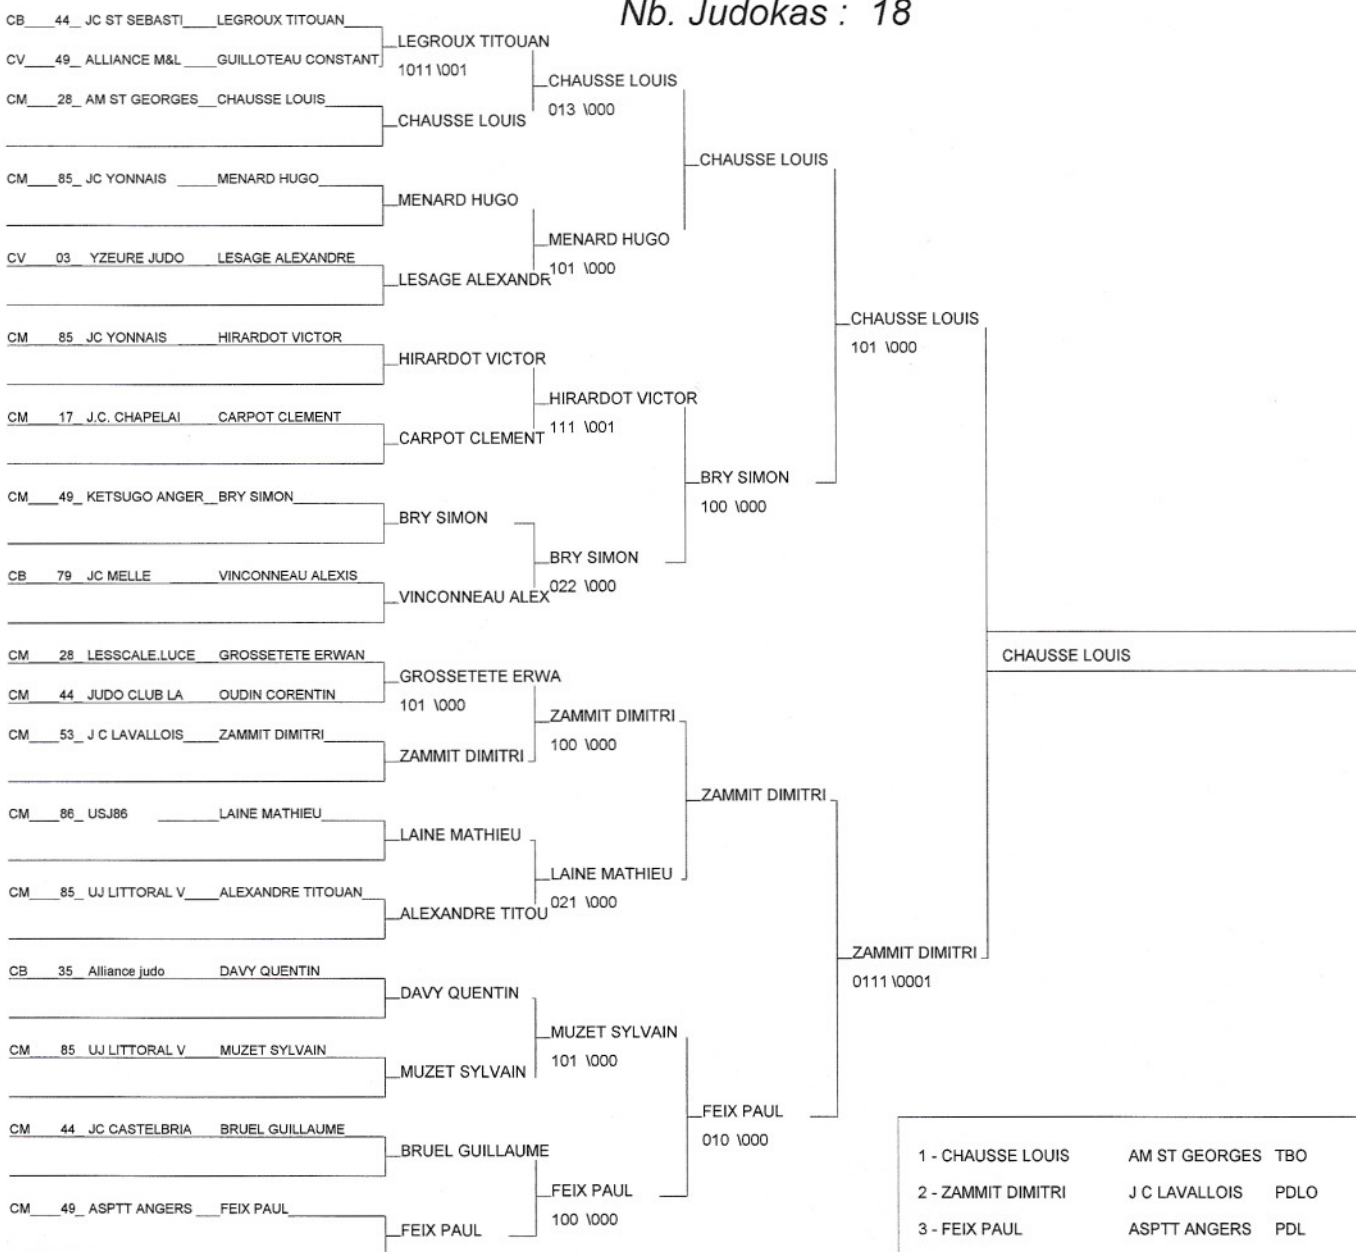 Nb. Judokas : 18
CB 44 JC ST SEBASTI LEGROUX TITOUAN
LEGROUX TITOUAN
CV 49 ALLIANCE M&L GUILLOTEAU CONSTANT
1011 \001
CHAUSSE LOUIS
CM 28 AM ST GEORGES CHAUSSE LOUIS
013 \000
CHAUSSE LOUIS
CHAUSSE LOUIS
CM 85 JC YONNAIS MENARD HUGO
MENARD HUGO
MENARD HUGO
CV 03 YZEURE JUDO LESAGE ALEXANDRE
101 \000
LESAGE ALEXANDR
CHAUSSE LOUIS
CM 85 JC YONNAIS HIRARDOT VICTOR
101 \000
HIRARDOT VICTOR
HIRARDOT VICTOR
CM 17 J.C. CHAPELAI CARPOT CLEMENT
111 \001
CARPOT CLEMENT
BRY SIMON
CM 49 KETSUGO ANGER BRY SIMON
100 \000
BRY SIMON
BRY SIMON
CB 79 JC MELLE VINCONNEAU ALEXIS
022 \000
VINCONNEAU ALEX
CM 28 LESSCALE.LUCE GROSSETETE ERWAN
CHAUSSE LOUIS
GROSSETETE ERWA
CM 44 JUDO CLUB LA OUDIN CORENTIN
101 \000
ZAMMIT DIMITRI
CM 53 J C LAVALLOIS ZAMMIT DIMITRI
100 \000
ZAMMIT DIMITRI
ZAMMIT DIMITRI
CM 86 USJ86 LAINE MATHIEU
LAINE MATHIEU
LAINE MATHIEU
CM 85 UJ LITTORAL V ALEXANDRE TITOUAN
021 \000
ALEXANDRE TITOU
ZAMMIT DIMITRI
CB 35 Alliance judo DAVY QUENTIN
0111 \0001
DAVY QUENTIN
MUZET SYLVAIN
CM 85 UJ LITTORAL V MUZET SYLVAIN
101 \000
MUZET SYLVAIN
FEIX PAUL
CM 44 JC CASTELBRIA BRUEL GUILLAUME
010 \000
BRUEL GUILLAUME
1 - CHAUSSE LOUIS AM ST GEORGES TBO
FEIX PAUL
2 - ZAMMIT DIMITRI J C LAVALLOIS PDLO
CM 49 ASPTT ANGERS FEIX PAUL
100 \000
FEIX PAUL
3 - FEIX PAUL ASPTT ANGERS PDL